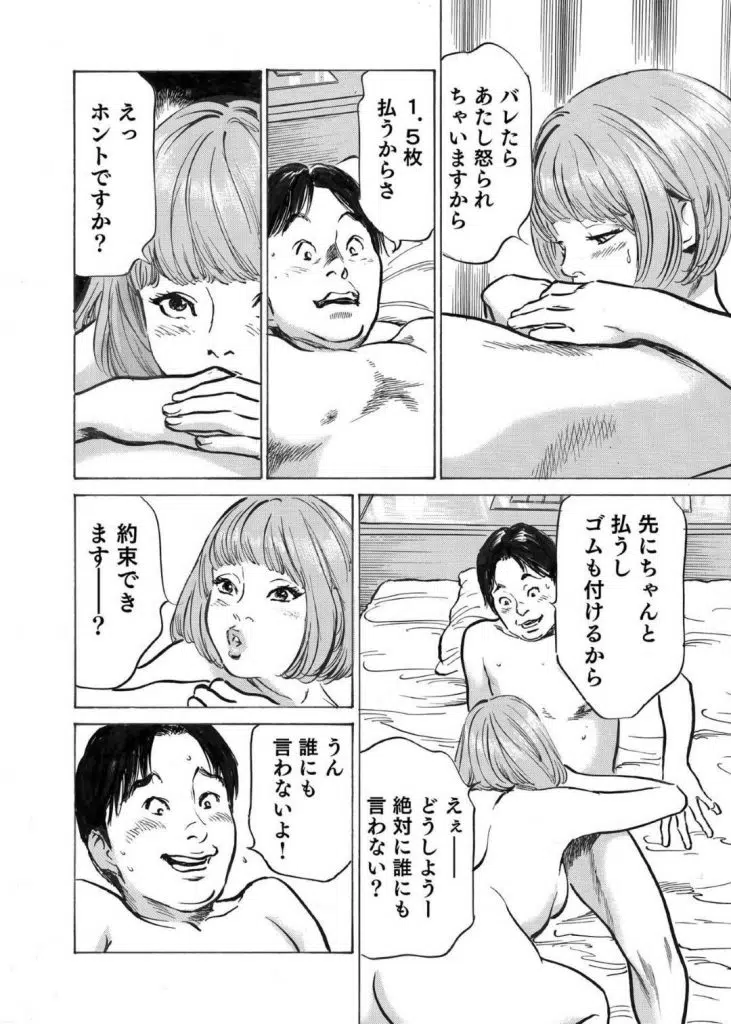 バレたら
あたし怒られ
ちゃいますから
1.5枚
払うからさ
えっ
ホントですか？
先にちゃんと
払うし
ゴムも付けるから
えぇ──
どうしようー
絶対に誰にも
言わない？
約束でき
ます──？
うん
誰にも
言わないよ！